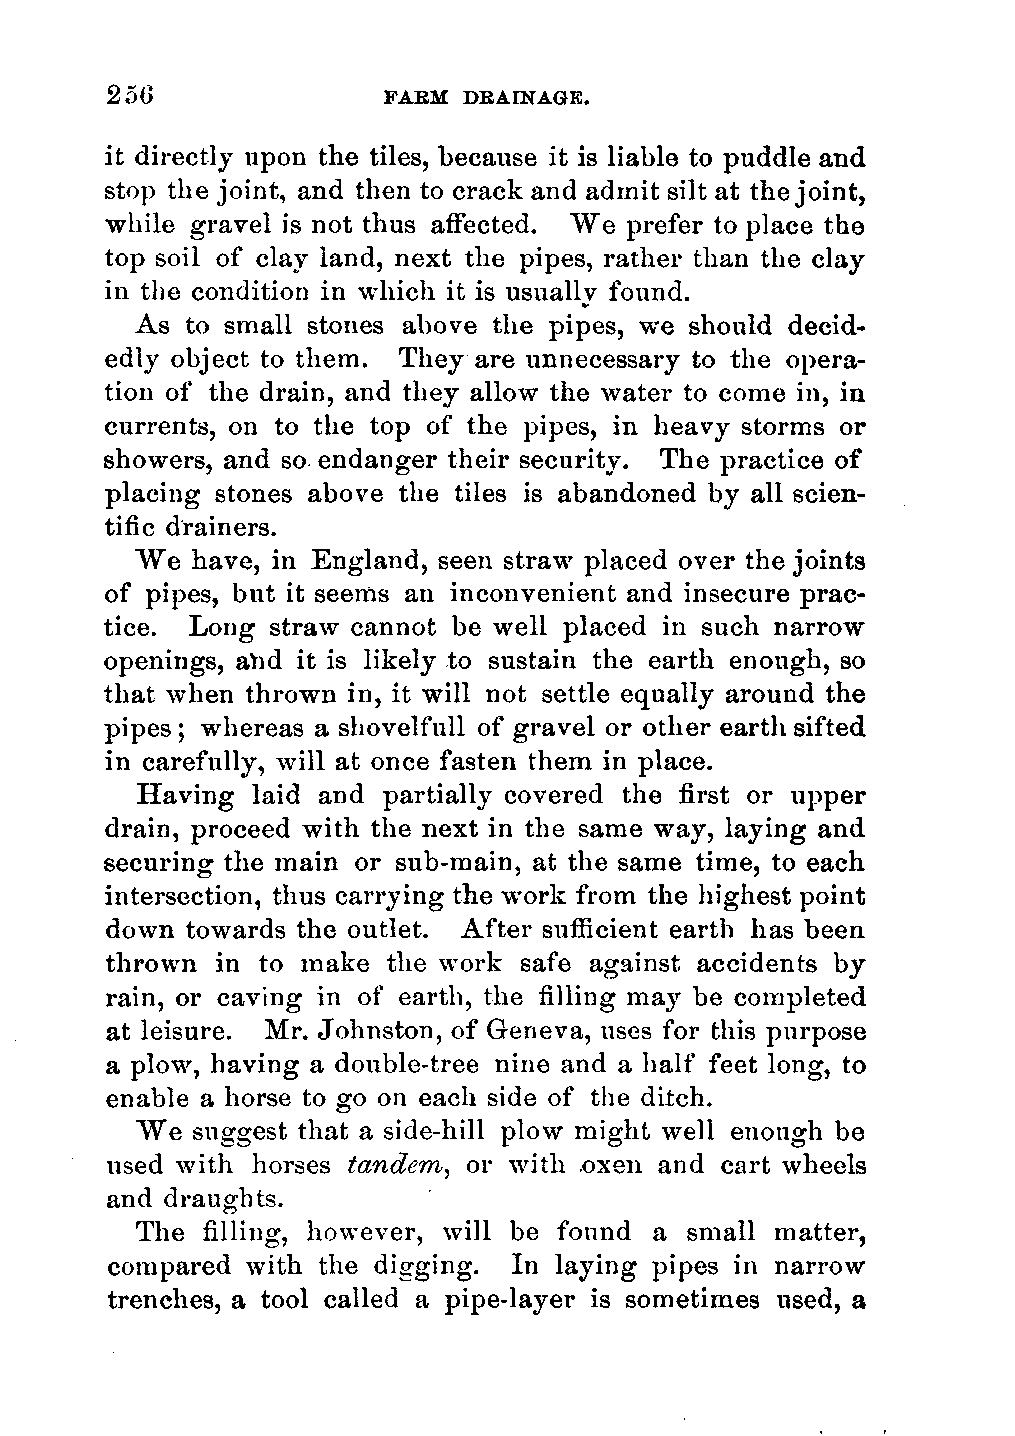 256 FARM DRAINAGE.
it directly upon the tiles, because it is liable to puddle and
stop the joint, and then to crack and admit silt at the joint,
while gravel is not thus affected. We prefer to place the
top soil of clay land, next the pipes, rather than the clay
in the condition in which it is usually found.
As to small stones above the pipes, we should decid-
edly object to them. They are unnecessary to the opera-
tion of the drain, and they allow the water to come in, in
currents, on to the top of the pipes, in heavy storms or
showers, and so endanger their security. The practice of
placing stones above the tiles is abandoned by all scien-
tific drainers.
We have, in England, seen straw placed over the joints
of pipes, but it seems an inconvenient and insecure prac-
tice. Long straw cannot be well placed in such narrow
openings, and it is likely to sustain the earth enough, so
that when thrown in, it will not settle equally around the
pipes; whereas a shovelfull of gravel or other earth sifted
in carefully, will at once fasten them in place.
Having laid and partially covered the first or upper
drain, proceed with the next in the same way, laying and
securing the main or sub-main, at the same time, to each
intersection, thus carrying the work from the highest point
down towards the outlet. After sufficient earth has been
thrown in to make the work safe against accidents by
rain, or caving in of earth, the filling may be completed
at leisure. Mr. Johnston, of Geneva, uses for this purpose
a plow, having a double-tree nine and a half feet long, to
enable a horse to go on each side of the ditch.
We suggest that a side-hill plow might well enough be
used with horses tandem, or with oxen and cart wheels
and draughts.
The filling, however, will be found a small matter,
compared with the digging. In laying pipes in narrow
trenches, a tool called a pipe-layer is sometimes used, a